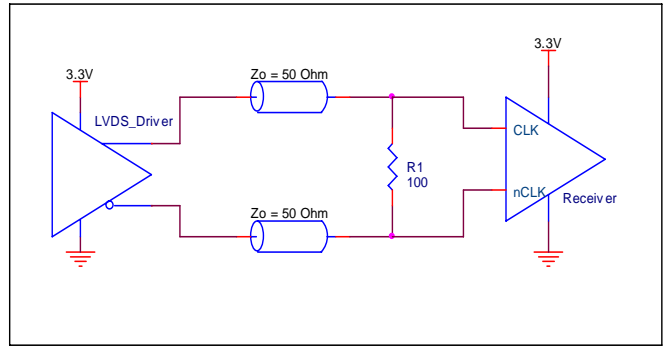 3.3V
LVDS_Driver
Zo = 50 Ohm
Zo = 50 Ohm
R1
100
3.3V
CLK
nCLK
Receiver